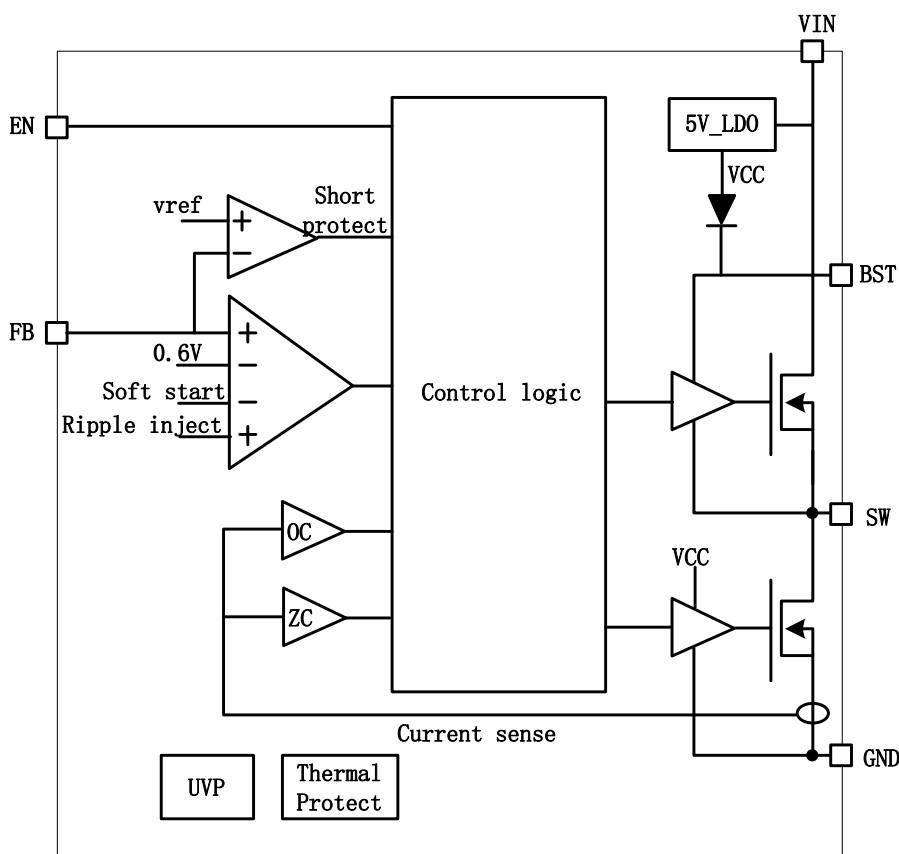 VIN
EN
5V_LDO
VCC
vref
+
−
Short
protect
BST
FB
+
0.6V
−
Soft start
−
Ripple inject
+
Control logic
SW
OC
VCC
ZC
Current sense
GND
UVP
Thermal
Protect